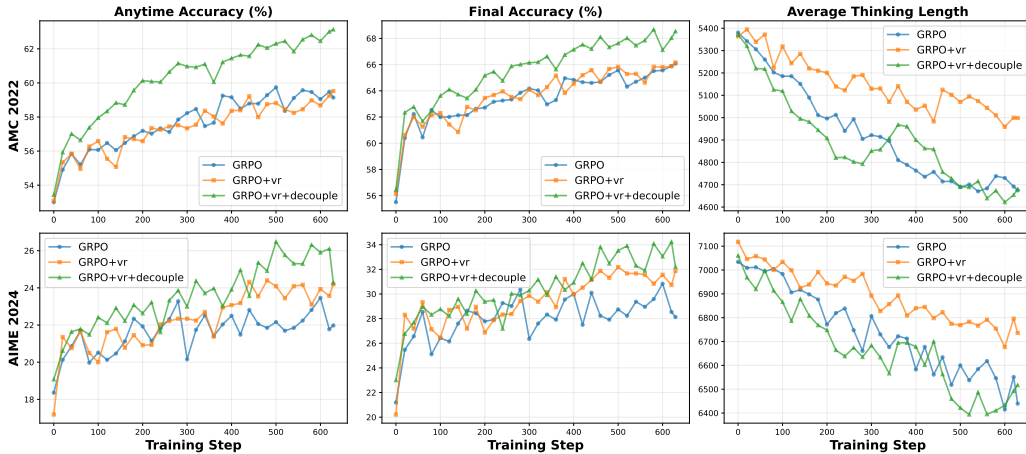 Anytime Accuracy (%)
Final Accuracy (%)
Average Thinking Length
AMC 2022
62
60
58
56
54
0 100 200 300 400 500 600
GRPO
GRPO+vr
GRPO+vr+decouple
68
66
64
62
60
58
56
0 100 200 300 400 500 600
GRPO
GRPO+vr
GRPO+vr+decouple
5400
5300
5200
5100
5000
4900
4800
4700
4600
0 100 200 300 400 500 600
GRPO
GRPO+vr
GRPO+vr+decouple
AIME 2024
26
24
22
20
18
0 100 200 300 400 500 600
GRPO
GRPO+vr
GRPO+vr+decouple
Training Step
34
32
30
28
26
24
22
20
0 100 200 300 400 500 600
GRPO
GRPO+vr
GRPO+vr+decouple
Training Step
7100
7000
6900
6800
6700
6600
6500
6400
0 100 200 300 400 500 600
GRPO
GRPO+vr
GRPO+vr+decouple
Training Step